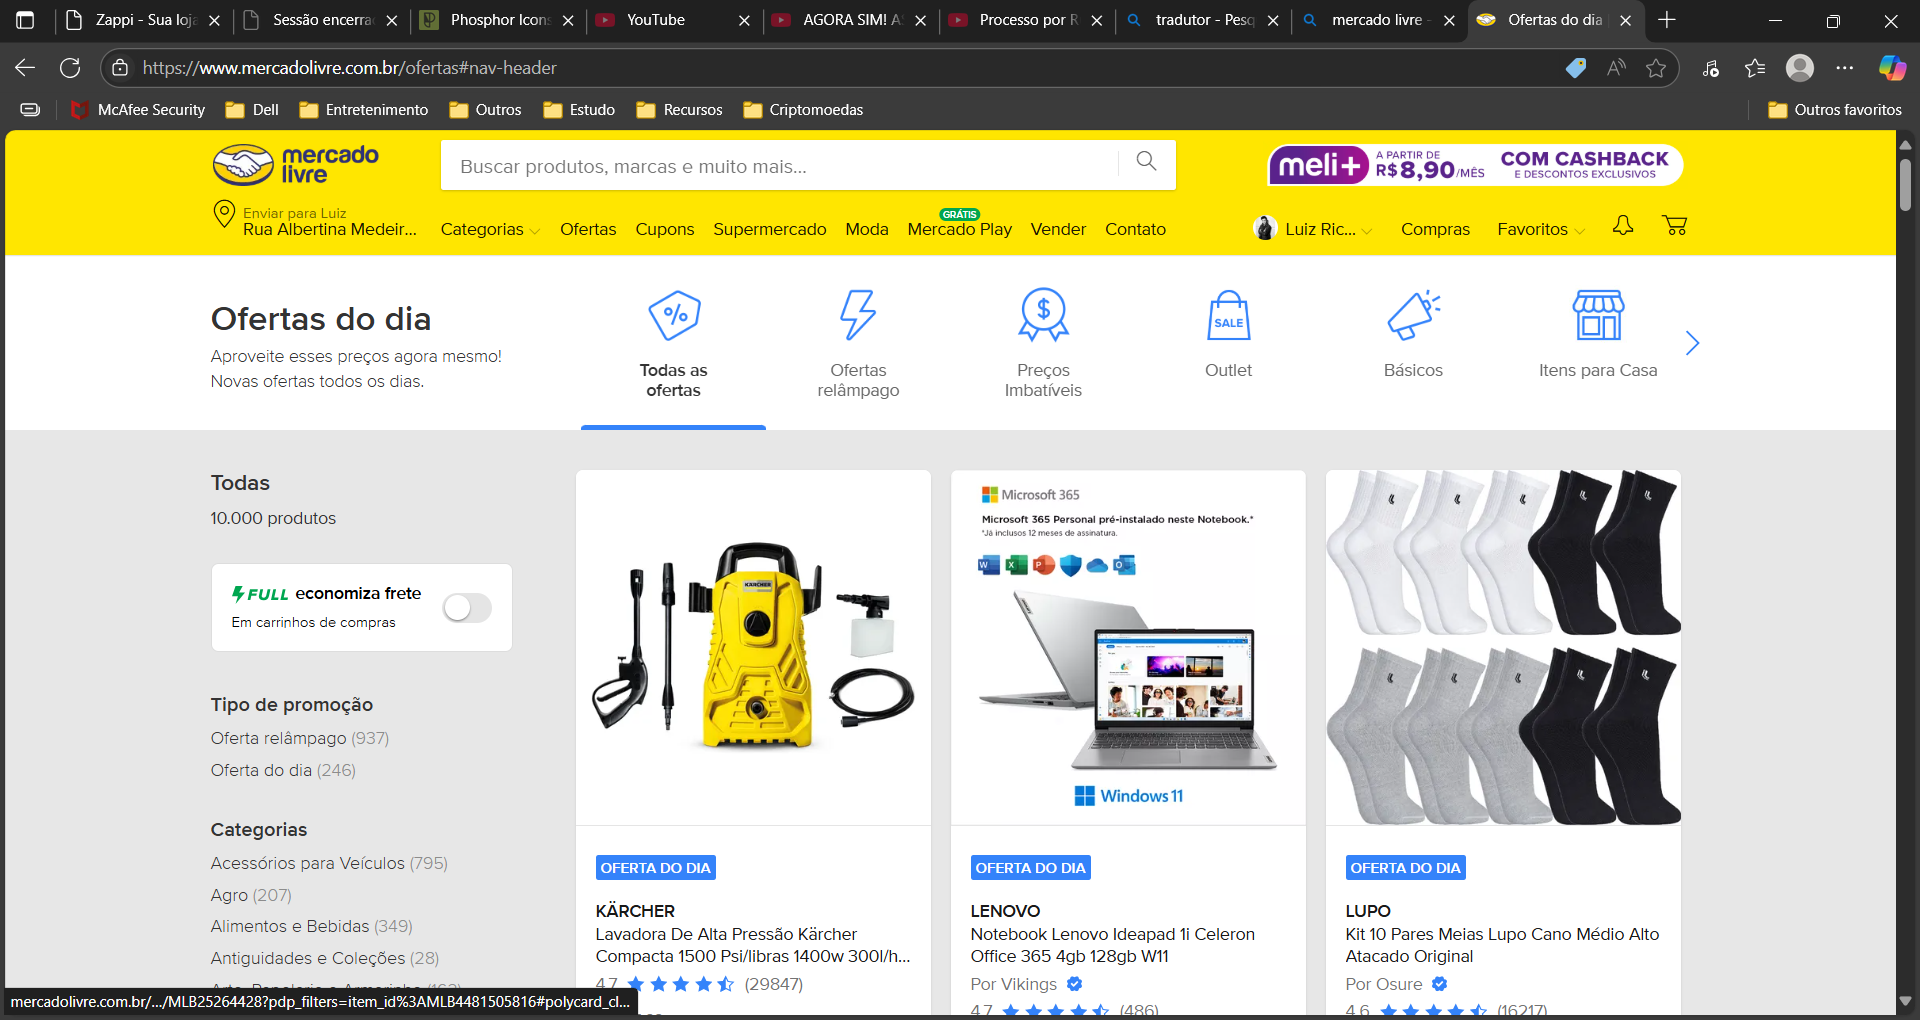 Zappi - Sua loja
Sessão encerra
Phosphor Icons
YouTube
AGORA SIM! A
Processo por R
tradutor - Pesq
mercado livre -
Ofertas do dia
https://www.mercadolivre.com.br/ofertas#nav-header
McAfee Security
Dell
Entretenimento
Outros
Estudo
Recursos
Criptomoedas
Outros favoritos
mercado
livre
Buscar produtos, marcas e muito mais...
meli+ A PARTIR DE
R$8,90/MÊS
COM CASHBACK
E DESCONTOS EXCLUSIVOS
Enviar para Luiz
Rua Albertina Medeir...
Categorias
Ofertas
Cupons
Supermercado
Moda
GRÁTIS
Mercado Play
Vender
Contato
Luiz Ric...
Compras
Favoritos
Ofertas do dia
Aproveite esses preços agora mesmo!
Novas ofertas todos os dias.
%
Todas as
ofertas
Ofertas
relâmpago
$
Preços
Imbatíveis
SALE
Outlet
Básicos
Itens para Casa
Todas
10.000 produtos
FULL economiza frete
Em carrinhos de compras
Tipo de promoção
Oferta relâmpago (937)
Oferta do dia (246)
Categorias
Acessórios para Veículos (795)
Agro (207)
Alimentos e Bebidas (349)
Antiguidades e Coleções (28)
KÄRCHER
OFERTA DO DIA
KÄRCHER
Lavadora De Alta Pressão Kärcher
Compacta 1500 Psi/libras 1400w 300l/h...
4.7 (29847)
Microsoft 365
Microsoft 365 Personal pré-instalado neste Notebook.*
*Já inclusos 12 meses de assinatura.
Windows 11
OFERTA DO DIA
LENOVO
Notebook Lenovo Ideapad 1i Celeron
Office 365 4gb 128gb W11
Por Vikings
4.7 (486)
OFERTA DO DIA
LUPO
Kit 10 Pares Meias Lupo Cano Médio Alto
Atacado Original
Por Osure
4.6 (16217)
mercadolivre.com.br/.../MLB25264428?pdp_filters=item_id%3AMLB4481505816#polycard_cl...